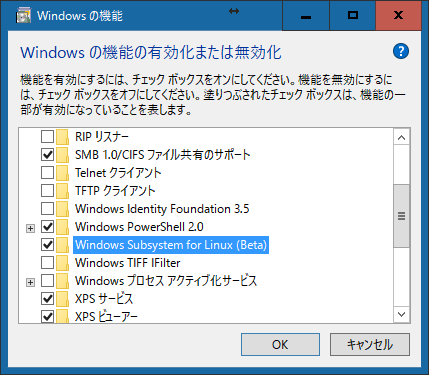 Windows の機能
Windows の機能の有効化または無効化
機能を有効にするには、チェック ボックスをオンにしてください。機能を無効にするに
は、チェック ボックスをオフにしてください。塗りつぶされたチェック ボックスは、機能の一
部が有効になっていることを表します。
RIP リスナー
SMB 1.0/CIFS ファイル共有のサポート
Telnet クライアント
TFTP クライアント
Windows Identity Foundation 3.5
Windows PowerShell 2.0
Windows Subsystem for Linux (Beta)
Windows TIFF IFilter
Windows プロセス アクティブ化サービス
XPS サービス
XPS ビューアー
OK
キャンセル